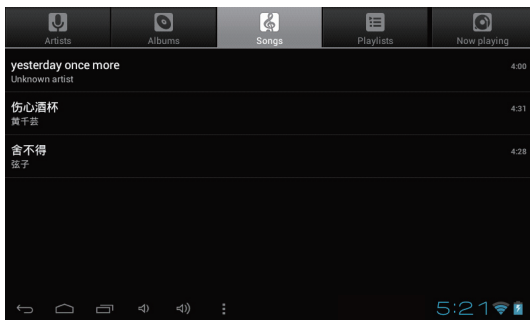 Artists
Albums
Songs
Playlists
Now playing
yesterday once more
4:00
Unknown artist
伤心酒杯
4:31
黄千芸
舍不得
4:28
弦子
5:21